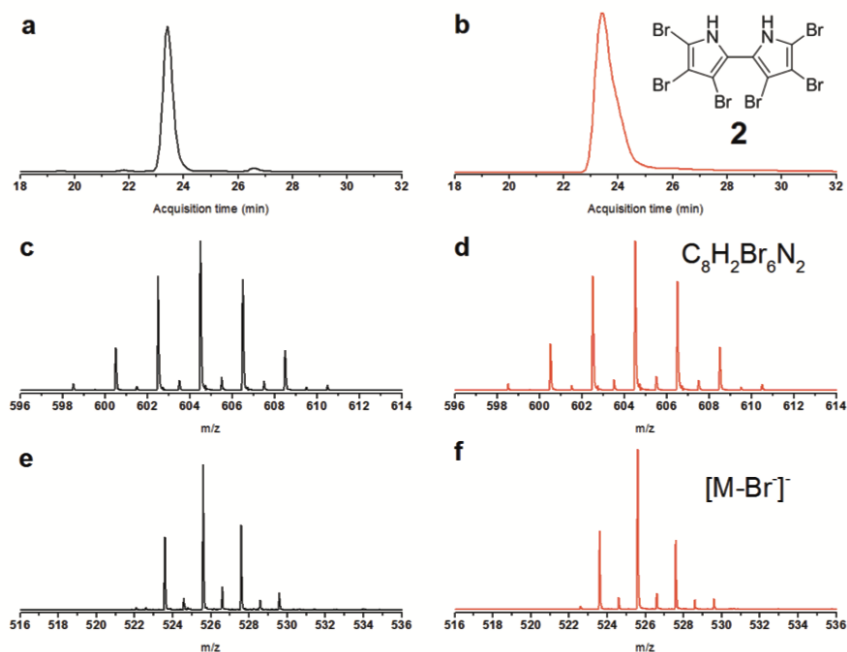 a
18 20 22 24 26 28 30 32
Acquisition time (min)
b
H H
Br N N Br
Br Br
Br Br
2
18 20 22 24 26 28 30 32
Acquisition time (min)
c
596 598 600 602 604 606 608 610 612 614
m/z
d
C₈H₂Br₆N₂
596 598 600 602 604 606 608 610 612 614
m/z
e
516 518 520 522 524 526 528 530 532 534 536
m/z
f
[M-Br⁻]⁻
516 518 520 522 524 526 528 530 532 534 536
m/z